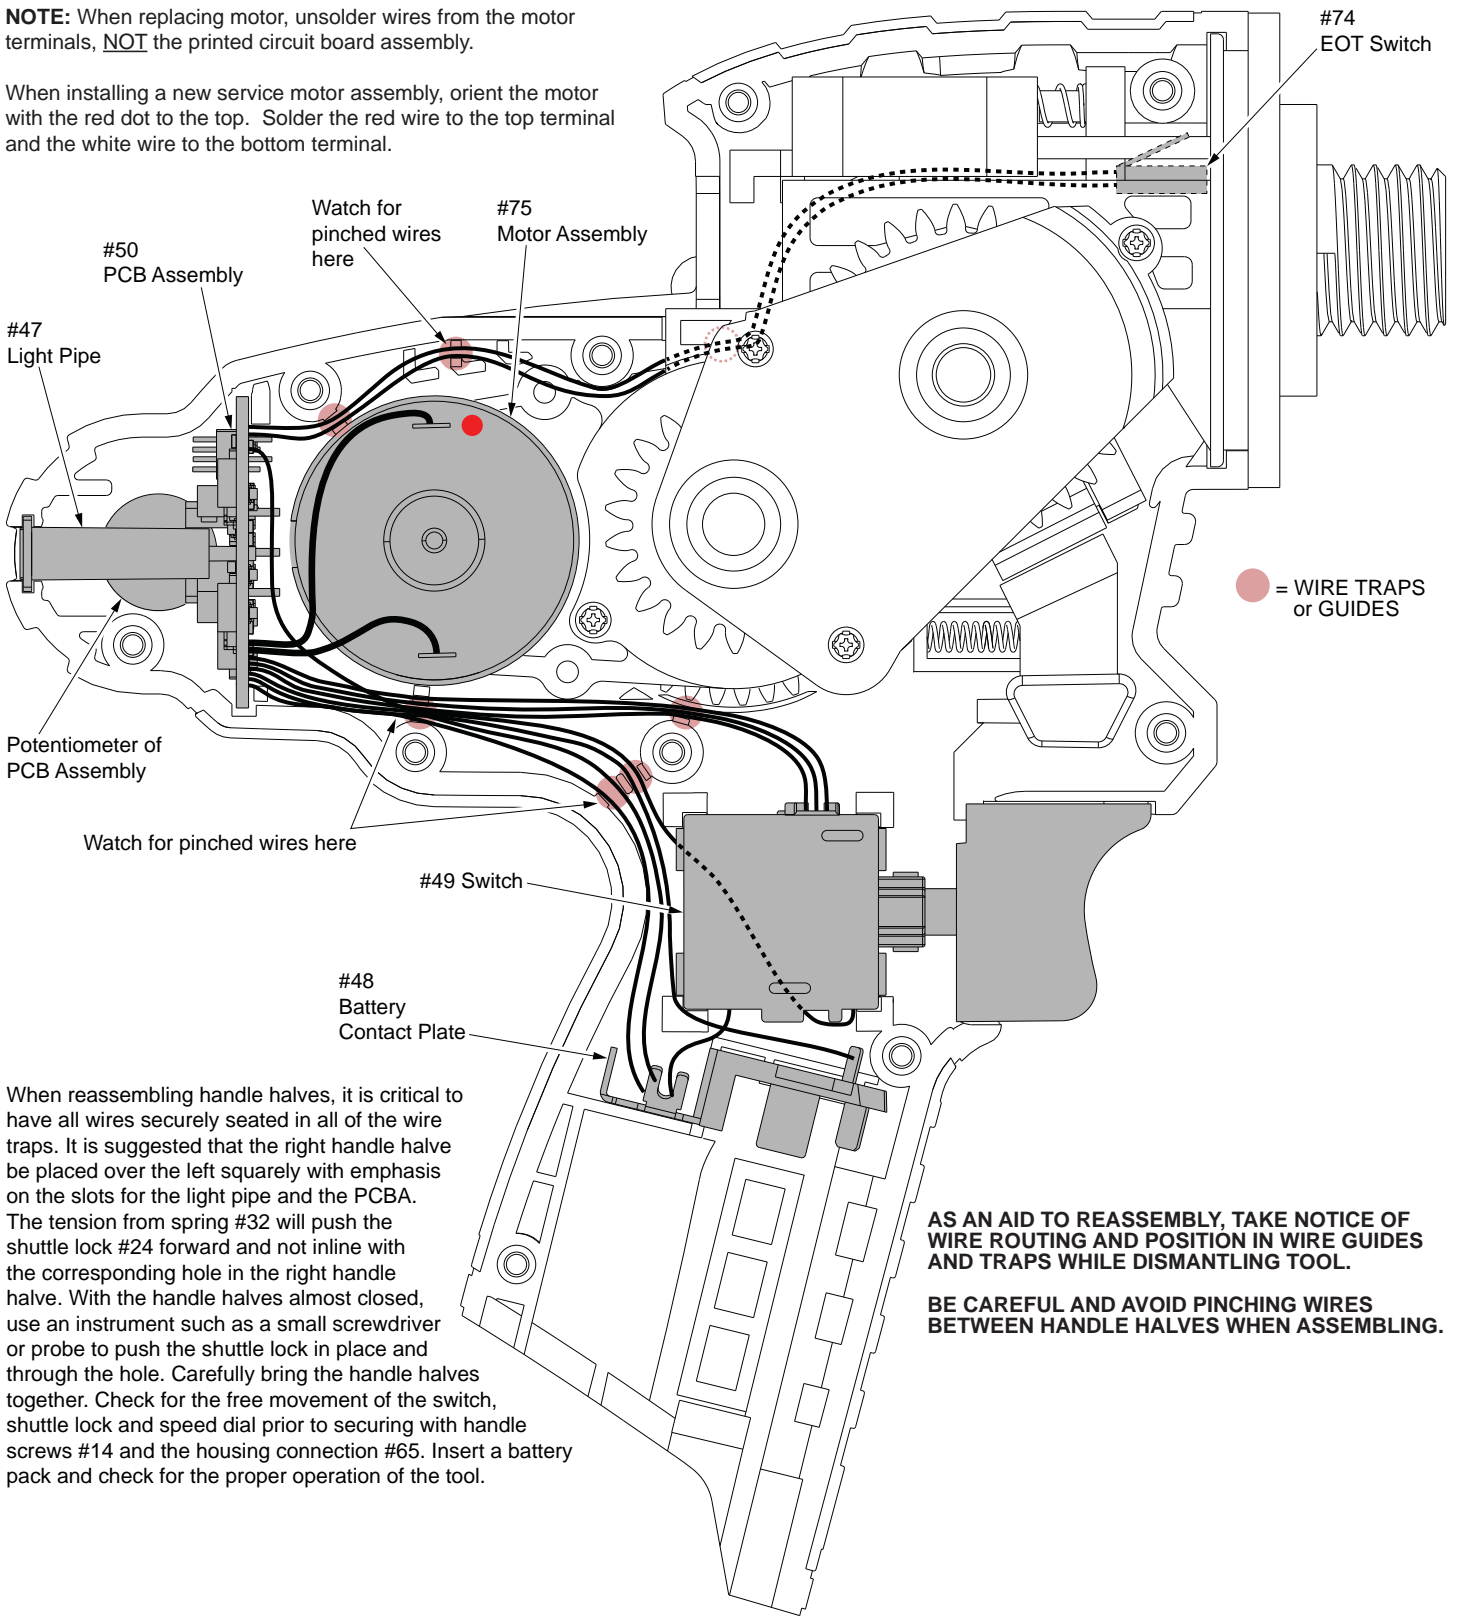 NOTE: When replacing motor, unsolder wires from the motor
terminals, NOT the printed circuit board assembly.
When installing a new service motor assembly, orient the motor
with the red dot to the top.  Solder the red wire to the top terminal
and the white wire to the bottom terminal.
#74
EOT Switch
Watch for
pinched wires
here
#75
Motor Assembly
#50
PCB Assembly
#47
Light Pipe
= WIRE TRAPS
or GUIDES
Potentiometer of
PCB Assembly
Watch for pinched wires here
#49 Switch
#48
Battery
Contact Plate
When reassembling handle halves, it is critical to
have all wires securely seated in all of the wire
traps. It is suggested that the right handle halve
be placed over the left squarely with emphasis
on the slots for the light pipe and the PCBA.
The tension from spring #32 will push the
shuttle lock #24 forward and not inline with
the corresponding hole in the right handle
halve. With the handle halves almost closed,
use an instrument such as a small screwdriver
or probe to push the shuttle lock in place and
through the hole. Carefully bring the handle halves
together. Check for the free movement of the switch,
shuttle lock and speed dial prior to securing with handle
screws #14 and the housing connection #65. Insert a battery
pack and check for the proper operation of the tool.
AS AN AID TO REASSEMBLY, TAKE NOTICE OF
WIRE ROUTING AND POSITION IN WIRE GUIDES
AND TRAPS WHILE DISMANTLING TOOL.
BE CAREFUL AND AVOID PINCHING WIRES
BETWEEN HANDLE HALVES WHEN ASSEMBLING.